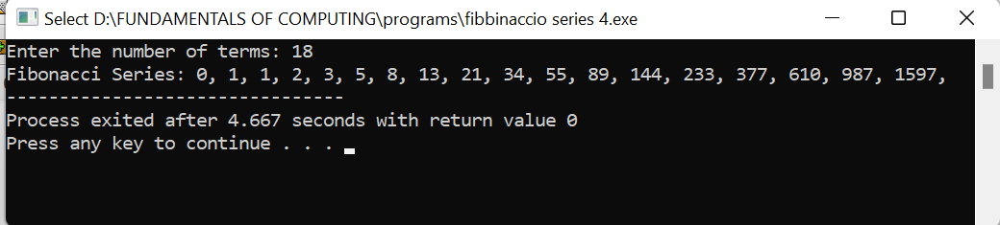 Select D:\FUNDAMENTALS OF COMPUTING\programs\fibbinaccio series 4.exe
Enter the number of terms: 18
Fibonacci Series: 0, 1, 1, 2, 3, 5, 8, 13, 21, 34, 55, 89, 144, 233, 377, 610, 987, 1597,
--------------------------------
Process exited after 4.667 seconds with return value 0
Press any key to continue . . .